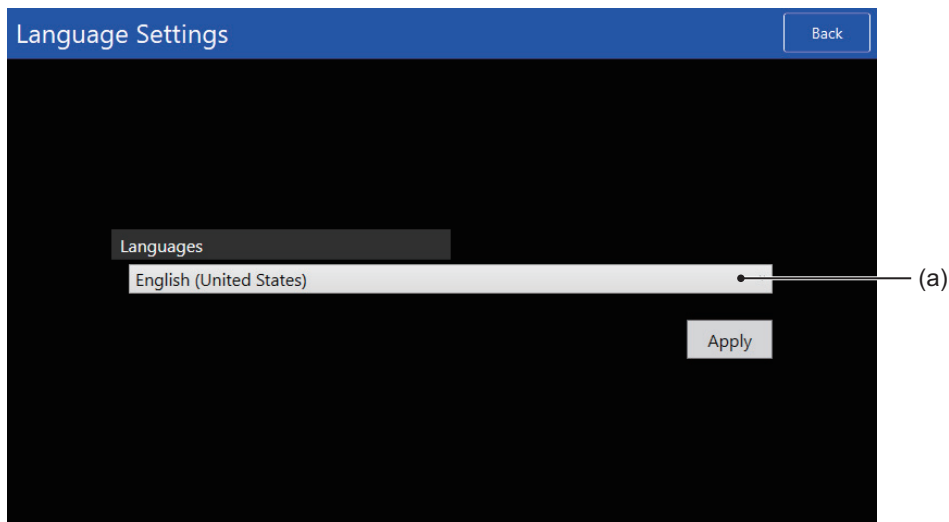 Language Settings
Back
Languages
English (United States)
(a)
Apply